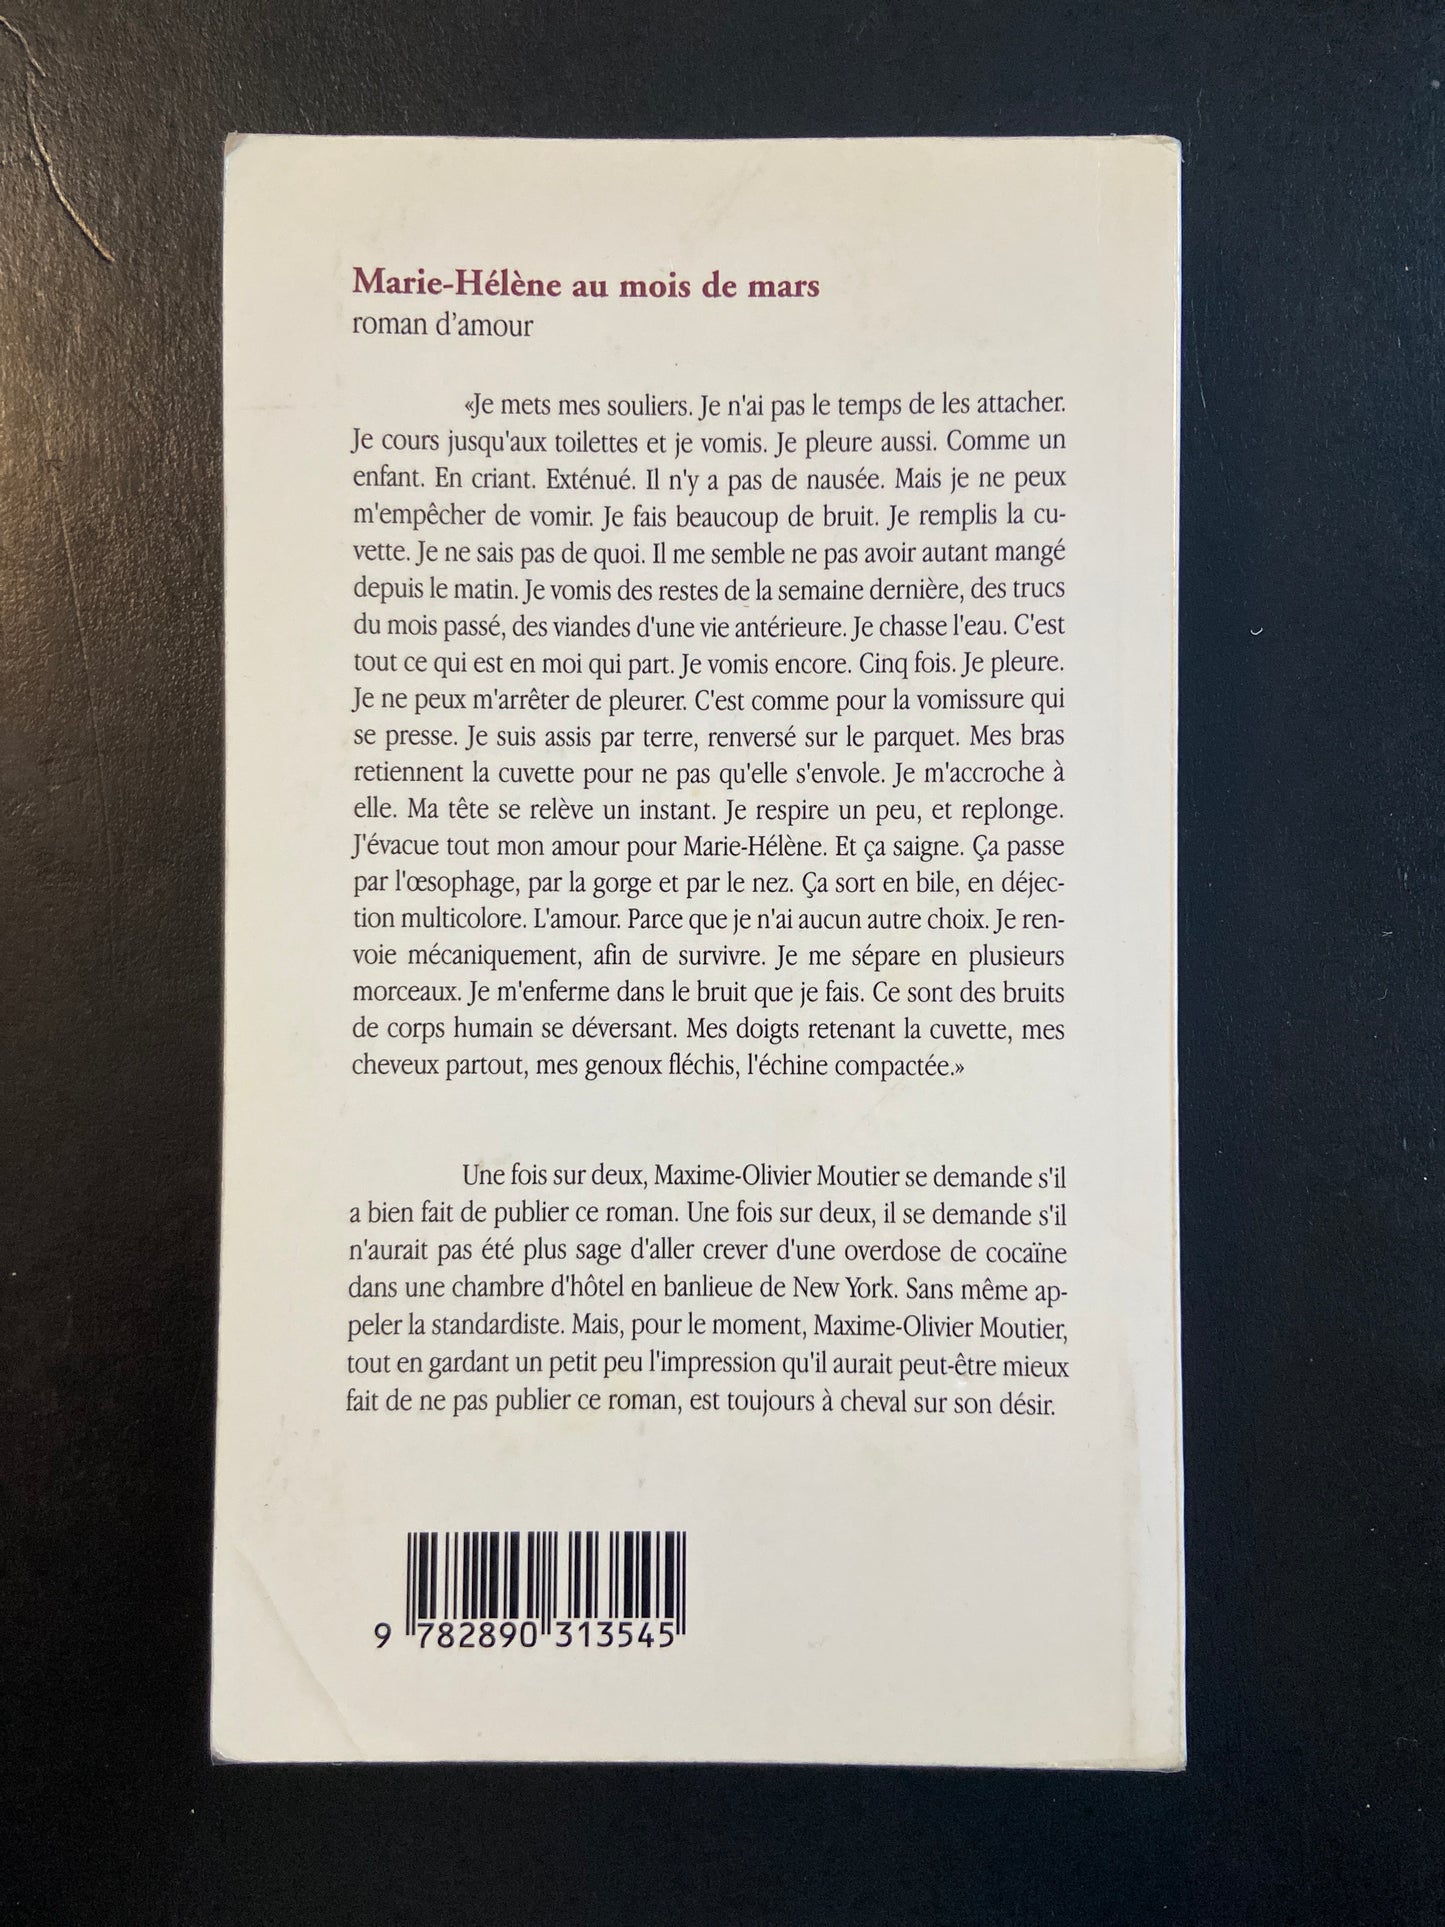 Marie-Hélène au mois de mars
roman d’amour
«Je mets mes souliers. Je n'ai pas le temps de les attacher.
Je cours jusqu'aux toilettes et je vomis. Je pleure aussi. Comme un
enfant. En criant. Exténué. Il n'y a pas de nausée. Mais je ne peux
m'empêcher de vomir. Je fais beaucoup de bruit. Je remplis la cu-
vette. Je ne sais pas de quoi. Il me semble ne pas avoir autant mangé
depuis le matin. Je vomis des restes de la semaine dernière, des trucs
du mois passé, des viandes d'une vie antérieure. Je chasse l'eau. C'est
tout ce qui est en moi qui part. Je vomis encore. Cinq fois. Je pleure.
Je ne peux m'arrêter de pleurer. C'est comme pour la vomissure qui
se presse. Je suis assis par terre, renversé sur le parquet. Mes bras
retiennent la cuvette pour ne pas qu'elle s'envole. Je m'accroche à
elle. Ma tête se relève un instant. Je respire un peu, et replonge.
J'évacue tout mon amour pour Marie-Hélène. Et ça saigne. Ça passe
par l'œsophage, par la gorge et par le nez. Ça sort en bile, en déjec-
tion multicolore. L'amour. Parce que je n'ai aucun autre choix. Je ren-
voie mécaniquement, afin de survivre. Je me sépare en plusieurs
morceaux. Je m'enferme dans le bruit que je fais. Ce sont des bruits
de corps humain se déversant. Mes doigts retenant la cuvette, mes
cheveux partout, mes genoux fléchis, l'échine compactée.»
Une fois sur deux, Maxime-Olivier Moutier se demande s'il
a bien fait de publier ce roman. Une fois sur deux, il se demande s'il
n'aurait pas été plus sage d'aller crever d'une overdose de cocaïne
dans une chambre d'hôtel en banlieue de New York. Sans même ap-
peler la standardiste. Mais, pour le moment, Maxime-Olivier Moutier,
tout en gardant un petit peu l'impression qu'il aurait peut-être mieux
fait de ne pas publier ce roman, est toujours à cheval sur son désir.
9 782890 313545